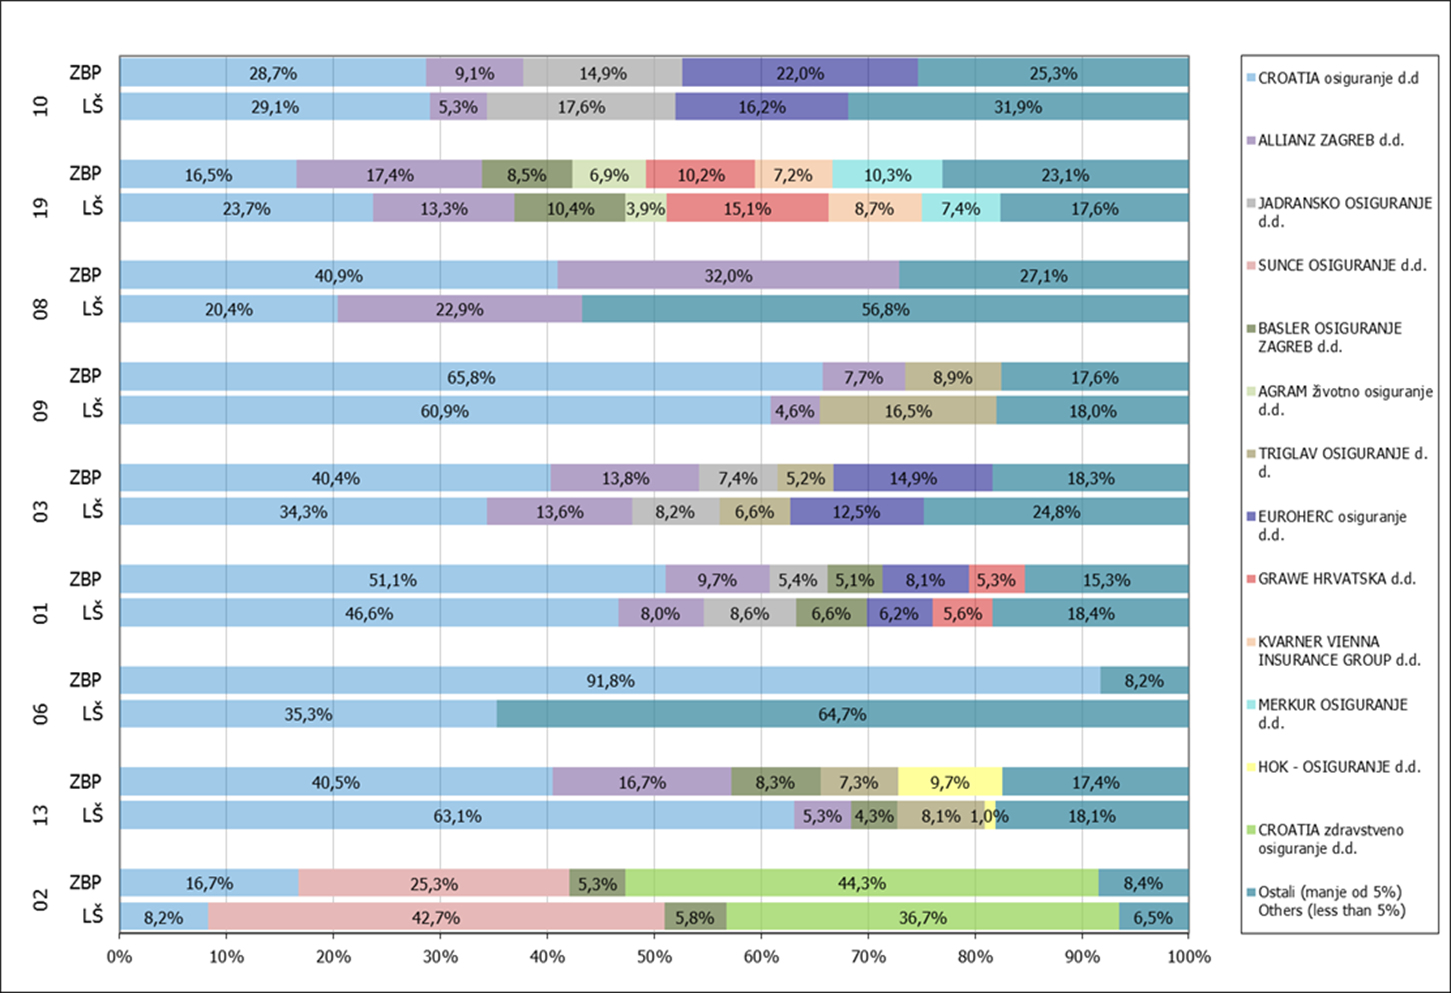 ZBP 28,7% 9,1% 14,9% 22,0% 25,3%
10
LŠ 29,1% 5,3% 17,6% 16,2% 31,9%
ZBP 16,5% 17,4% 8,5% 6,9% 10,2% 7,2% 10,3% 23,1%
19
LŠ 23,7% 13,3% 10,4% 3,9% 15,1% 8,7% 7,4% 17,6%
ZBP 40,9% 32,0% 27,1%
08
LŠ 20,4% 22,9% 56,8%
ZBP 65,8% 7,7% 8,9% 17,6%
09
LŠ 60,9% 4,6% 16,5% 18,0%
ZBP 40,4% 13,8% 7,4% 5,2% 14,9% 18,3%
03
LŠ 34,3% 13,6% 8,2% 6,6% 12,5% 24,8%
ZBP 51,1% 9,7% 5,4% 5,1% 8,1% 5,3% 15,3%
01
LŠ 46,6% 8,0% 8,6% 6,6% 6,2% 5,6% 18,4%
ZBP 91,8% 8,2%
06
LŠ 35,3% 64,7%
ZBP 40,5% 16,7% 8,3% 7,3% 9,7% 17,4%
13
LŠ 63,1% 5,3% 4,3% 8,1% 1,0% 18,1%
ZBP 16,7% 25,3% 5,3% 44,3% 8,4%
02
LŠ 8,2% 42,7% 5,8% 36,7% 6,5%
0% 10% 20% 30% 40% 50% 60% 70% 80% 90% 100%
CROATIA osiguranje d.d
ALLIANZ ZAGREB d.d.
JADRANSKO OSIGURANJE
d.d.
SUNCE OSIGURANJE d.d.
BASLER OSIGURANJE
ZAGREB d.d.
AGRAM životno osiguranje
d.d.
TRIGLAV OSIGURANJE d.
d.
EUROHERC osiguranje
d.d.
GRAWE HRVATSKA d.d.
KVARNER VIENNA
INSURANCE GROUP d.d.
MERKUR OSIGURANJE
d.d.
HOK - OSIGURANJE d.d.
CROATIA zdravstveno
osiguranje d.d.
Ostali (manje od 5%)
Others (less than 5%)